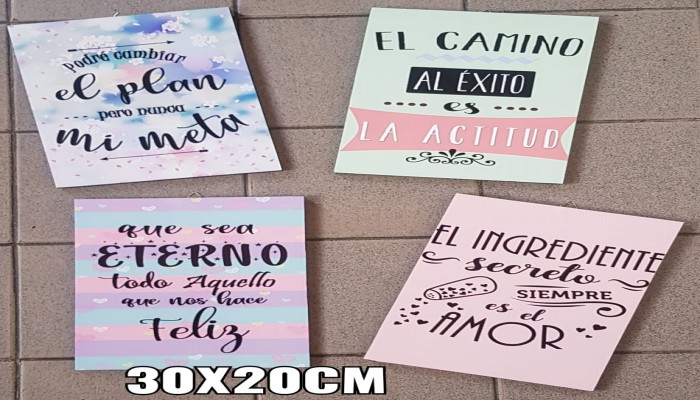 Podrá cambiar
el plan
pero nunca
mi meta
EL CAMINO
AL ÉXITO
es
LA ACTITUD
que sea
ETERNO
todo Aquello
que nos hace
Feliz
EL INGREDIENTE
secreto
SIEMPRE
es el
AMOR
30X20CM